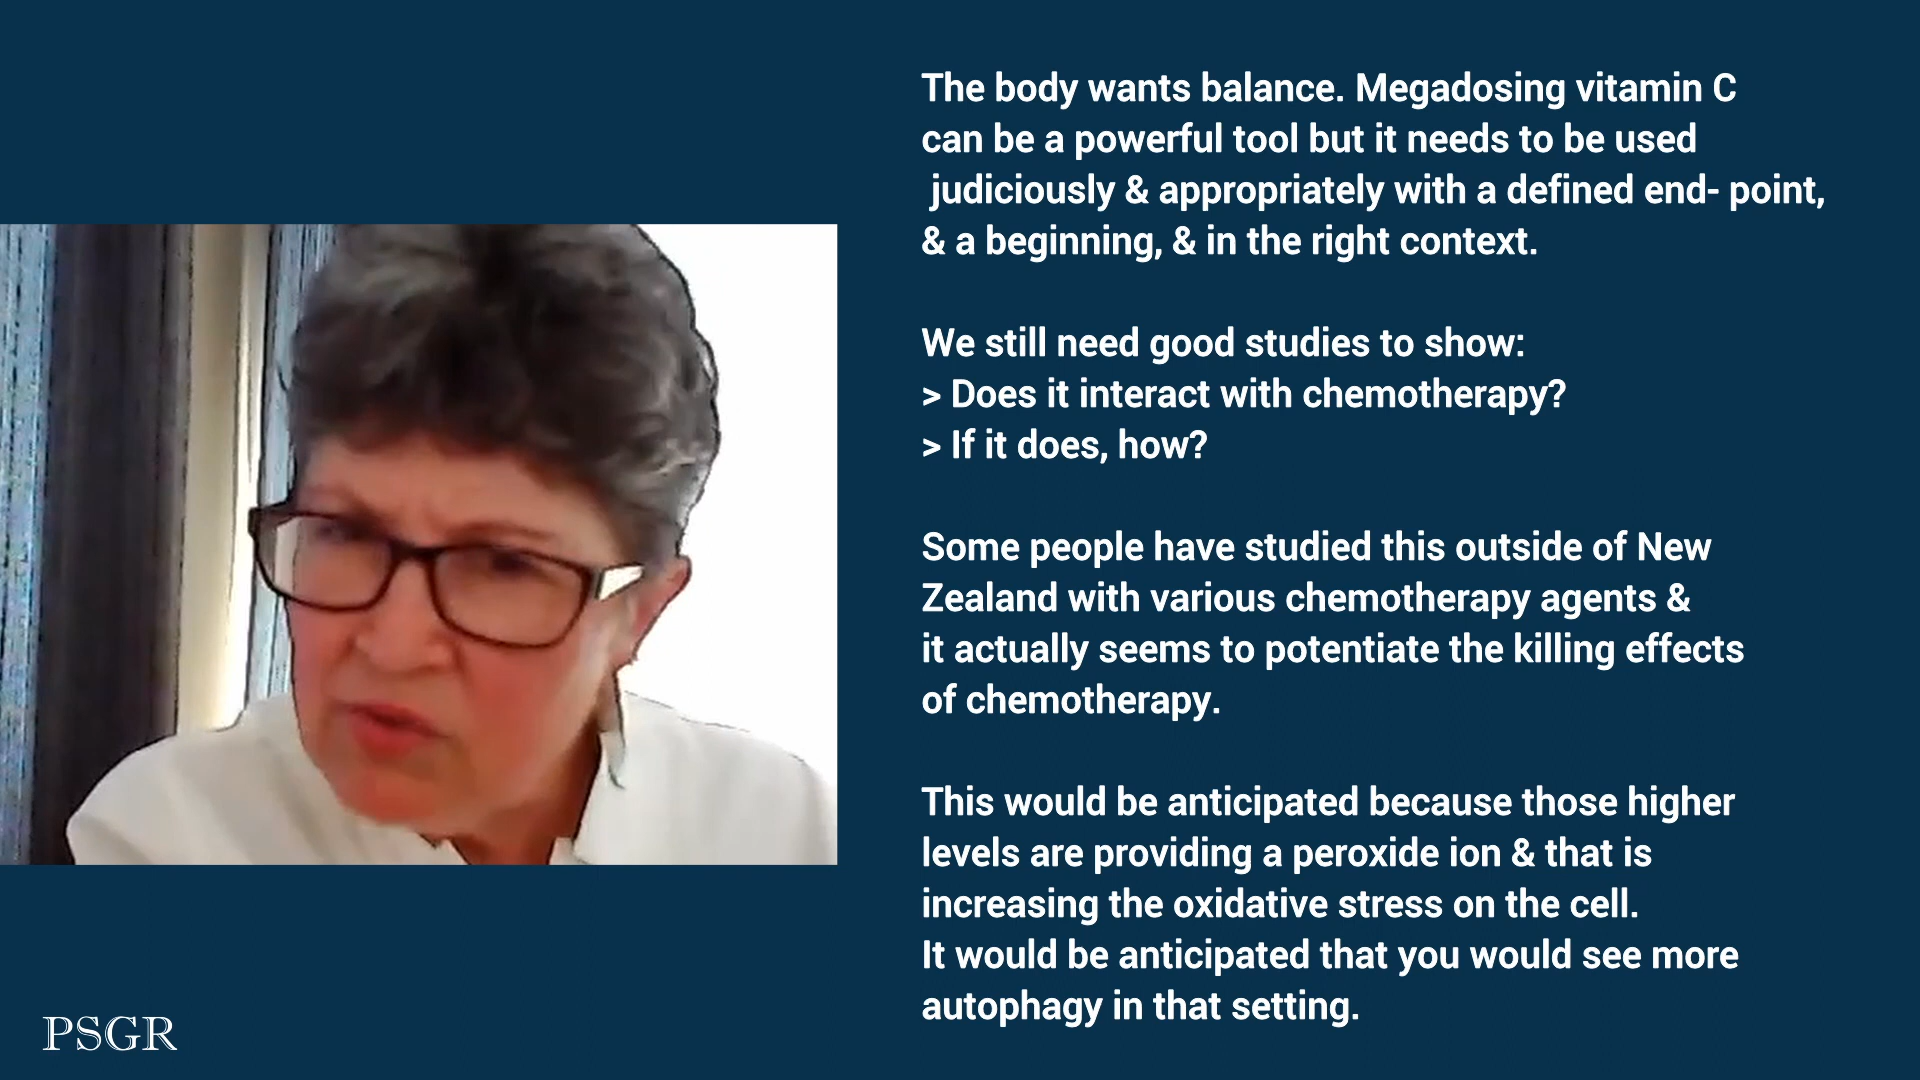 The body wants balance. Megadosing vitamin C
can be a powerful tool but it needs to be used
judiciously & appropriately with a defined end- point,
& a beginning, & in the right context.
We still need good studies to show:
> Does it interact with chemotherapy?
> If it does, how?
Some people have studied this outside of New
Zealand with various chemotherapy agents &
it actually seems to potentiate the killing effects
of chemotherapy.
This would be anticipated because those higher
levels are providing a peroxide ion & that is
increasing the oxidative stress on the cell.
It would be anticipated that you would see more
autophagy in that setting.
PSGR